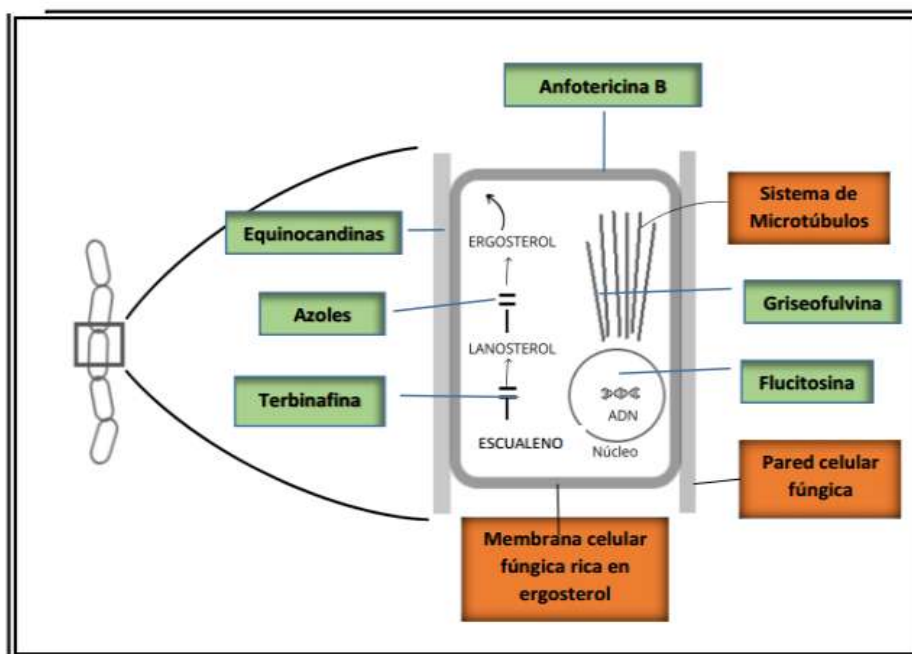 Anfotericina B
Sistema de
Microtúbulos
Equinocandinas
ERGOSTEROL
Azoles
Griseofulvina
LANOSTEROL
Terbinafina
Flucitosina
ADN
ESCUALENO
Núcleo
Pared celular
fúngica
Membrana celular
fúngica rica en
ergosterol